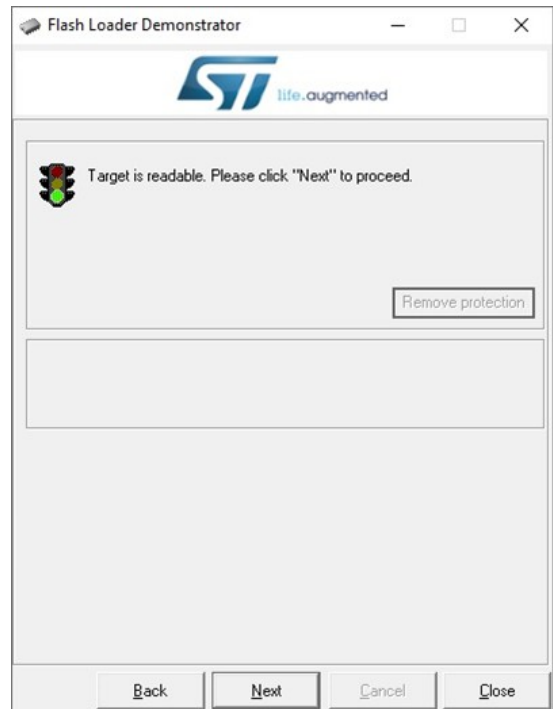 Flash Loader Demonstrator
ST life.augmented
Target is readable. Please click "Next" to proceed.
Remove protection
Back Next Cancel Close